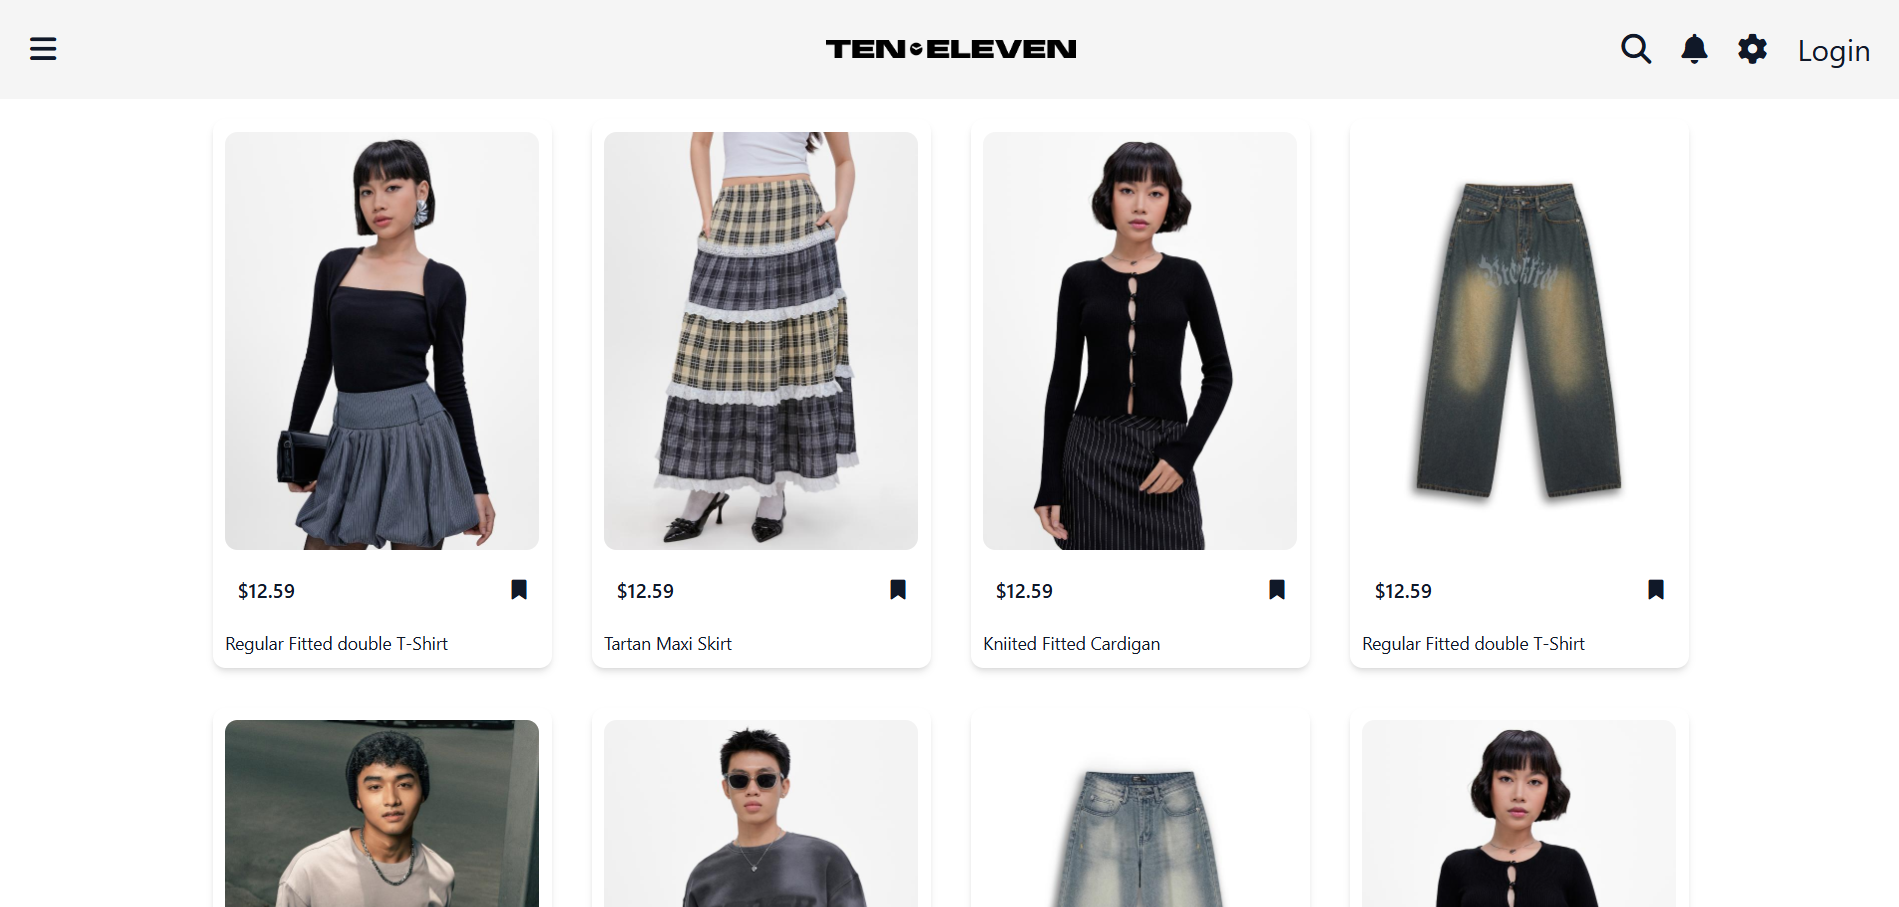 TEN ELEVEN
Login
$12.59
$12.59
$12.59
$12.59
Regular Fitted double T-Shirt
Tartan Maxi Skirt
Kniited Fitted Cardigan
Regular Fitted double T-Shirt